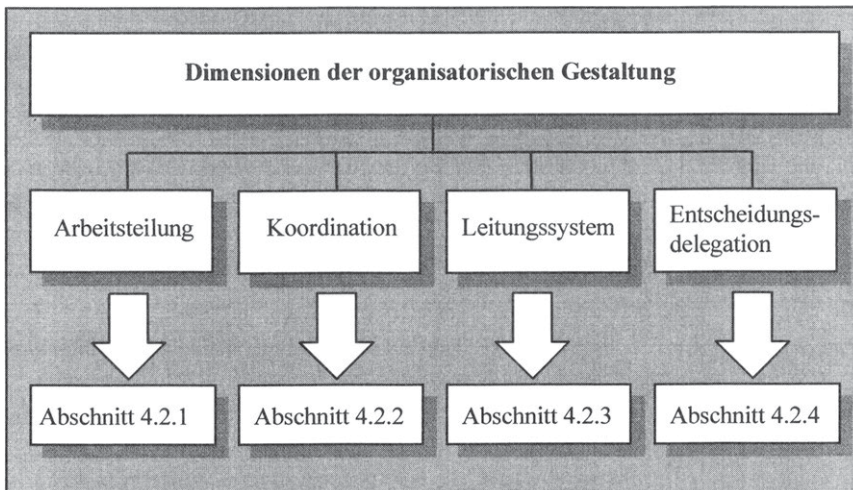 Dimensionen der organisatorischen Gestaltung
Arbeitsteilung
Koordination
Leitungssystem
Entscheidungs-
delegation
Abschnitt 4.2.1
Abschnitt 4.2.2
Abschnitt 4.2.3
Abschnitt 4.2.4